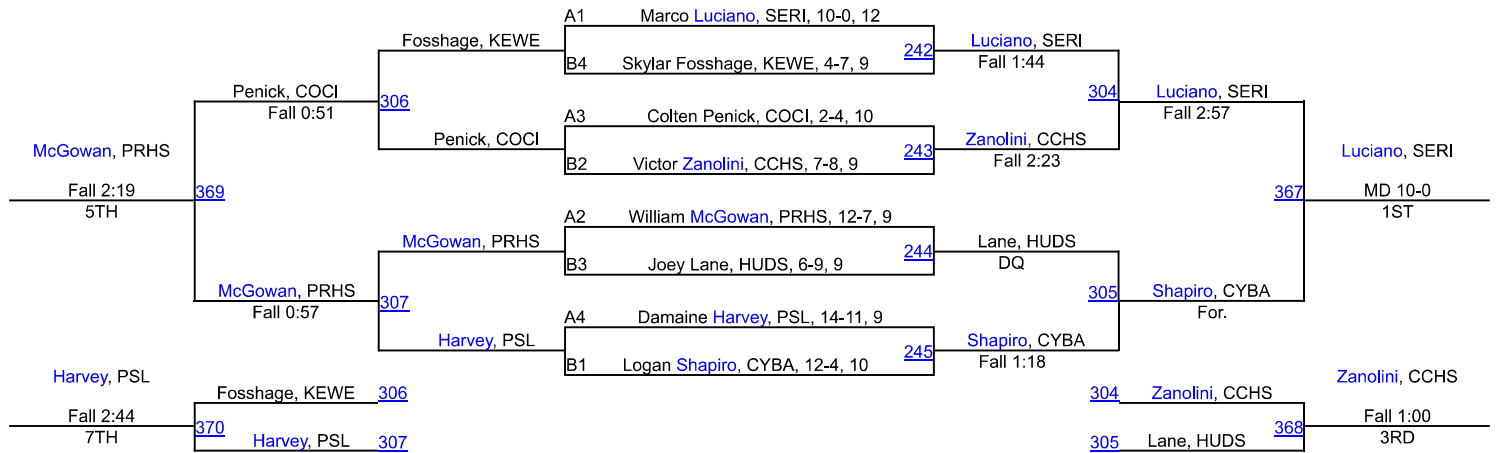 A1 Marco Luciano, SERI, 10-0, 12
Fosshage, KEWE 242 Luciano, SERI
B4 Skylar Fosshage, KEWE, 4-7, 9 Fall 1:44
Penick, COCI 306 304 Luciano, SERI
Fall 0:51 Fall 2:57
A3 Colten Penick, COCI, 2-4, 10
Penick, COCI 243 Zanolini, CCHS
B2 Victor Zanolini, CCHS, 7-8, 9 Fall 2:23
McGowan, PRHS Luciano, SERI
Fall 2:19 369 367 MD 10-0
5TH 1ST
A2 William McGowan, PRHS, 12-7, 9
McGowan, PRHS 244 Lane, HUDS
B3 Joey Lane, HUDS, 6-9, 9 DQ
McGowan, PRHS 307 305 Shapiro, CYBA
Fall 0:57 For.
A4 Damaine Harvey, PSL, 14-11, 9
Harvey, PSL 245 Shapiro, CYBA
B1 Logan Shapiro, CYBA, 12-4, 10 Fall 1:18
Harvey, PSL Zanolini, CCHS
Fosshage, KEWE 306 304 Zanolini, CCHS
Fall 2:44 370 368 Fall 1:00
7TH 3RD
Harvey, PSL 307 305 Lane, HUDS